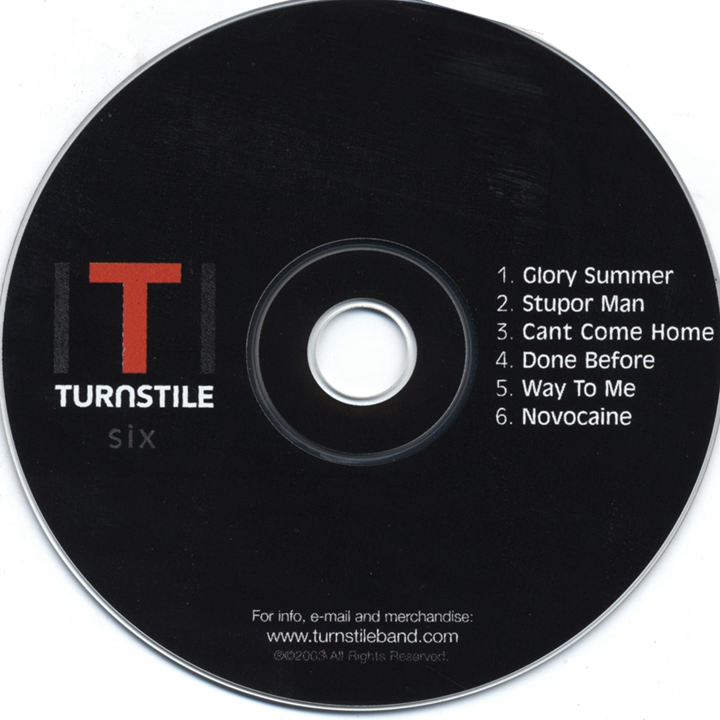 T
TURNSTILE
six
1. Glory Summer
2. Stupor Man
3. Cant Come Home
4. Done Before
5. Way To Me
6. Novocaine
For info, e-mail and merchandise:
www.turnstileband.com
©©2003 All Rights Reserved.